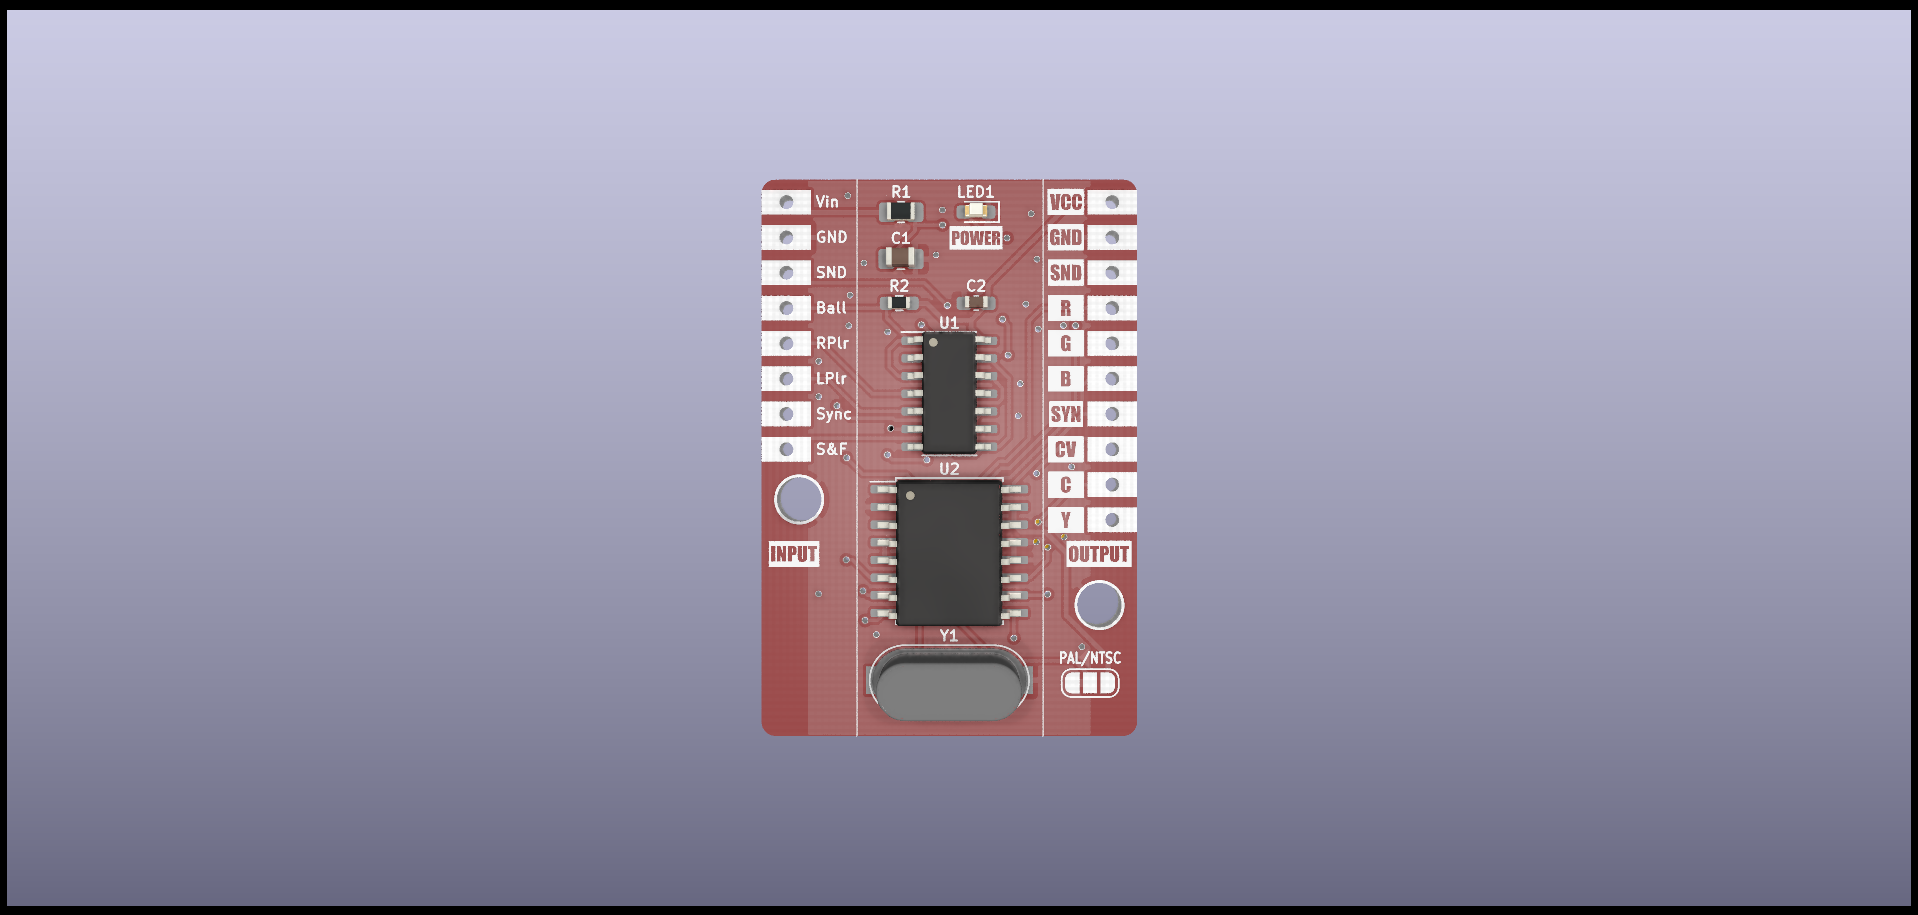 R1
LED1
Vin
VCC
GND
C1
POWER
GND
SND
SND
R2
C2
Ball
R
U1
RPlr
G
LPlr
B
Sync
SYN
S&F
CV
U2
C
Y
INPUT
OUTPUT
Y1
PAL/NTSC